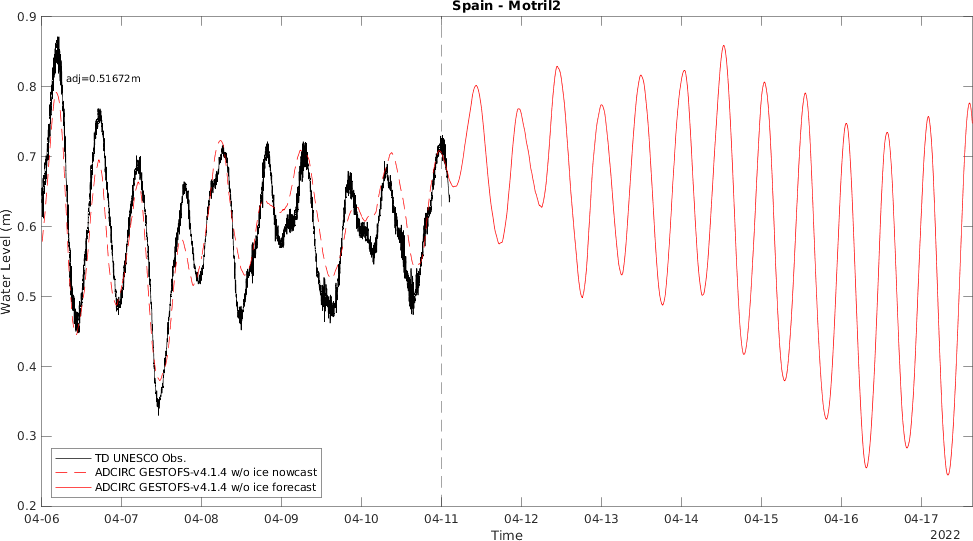 Spain - Motril2
0.9
0.8
0.7
0.6
0.5
0.4
0.3
0.2
Water Level (m)
adj=0.51672m
TD UNESCO Obs.
ADCIRC GESTOFS-v4.1.4 w/o ice nowcast
ADCIRC GESTOFS-v4.1.4 w/o ice forecast
04-06 04-07 04-08 04-09 04-10 04-11 04-12 04-13 04-14 04-15 04-16 04-17
Time
2022